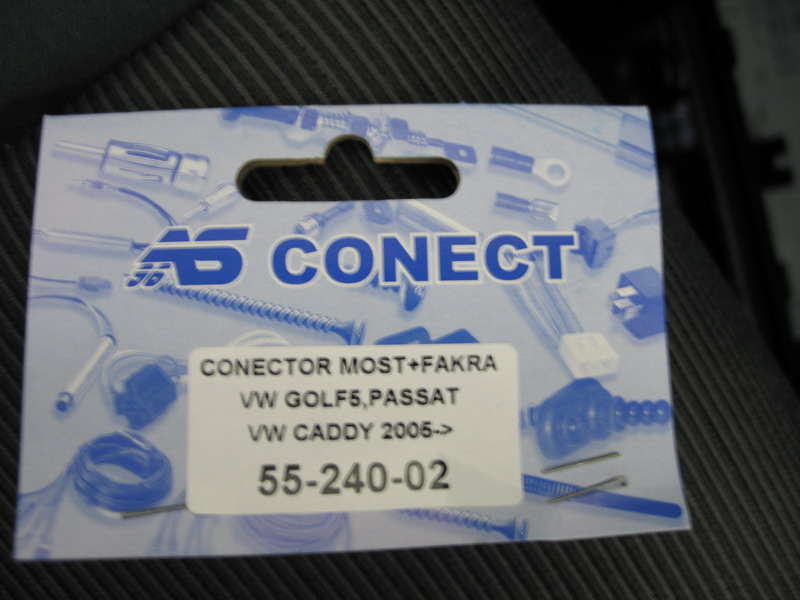 AS CONECT
CONECTOR MOST+FAKRA
VW GOLF5,PASSAT
VW CADDY 2005->
55-240-02